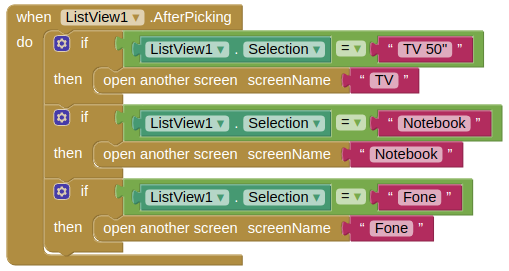 when ListView1 .AfterPicking
do if ListView1 . Selection = “ TV 50" ”
then open another screen screenName “ TV ”
if ListView1 . Selection = “ Notebook ”
then open another screen screenName “ Notebook ”
if ListView1 . Selection = “ Fone ”
then open another screen screenName “ Fone ”